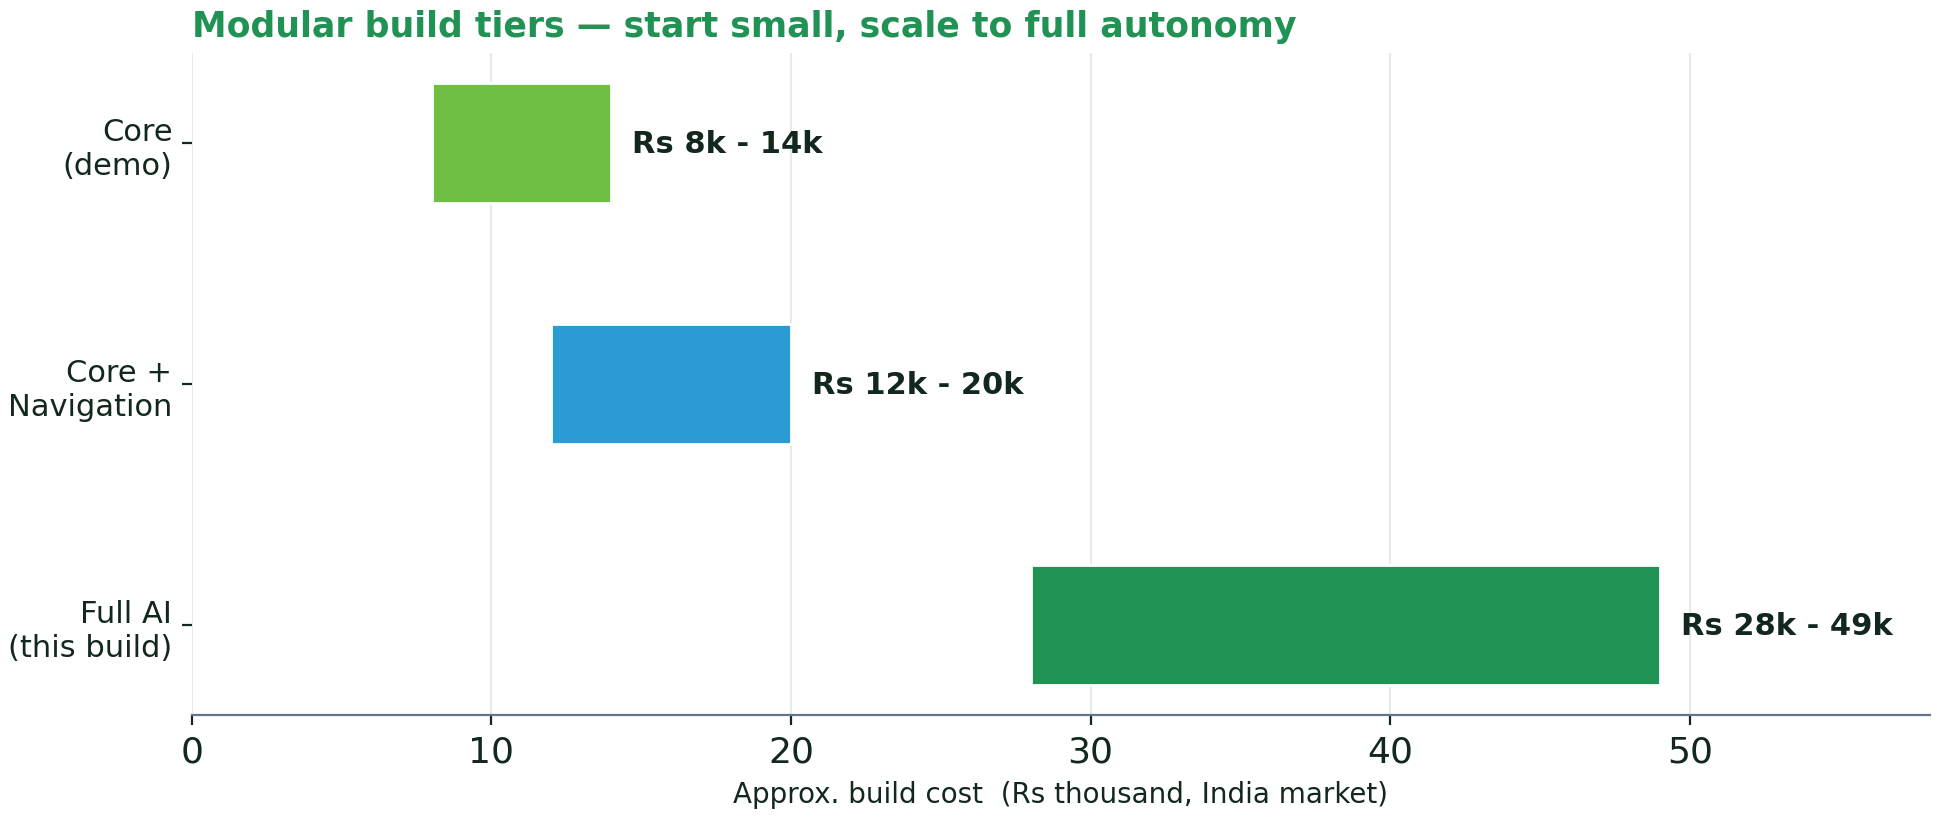 Modular build tiers — start small, scale to full autonomy
Core
(demo)
Rs 8k - 14k
Core +
Navigation
Rs 12k - 20k
Full AI
(this build)
Rs 28k - 49k
0 10 20 30 40 50
Approx. build cost  (Rs thousand, India market)